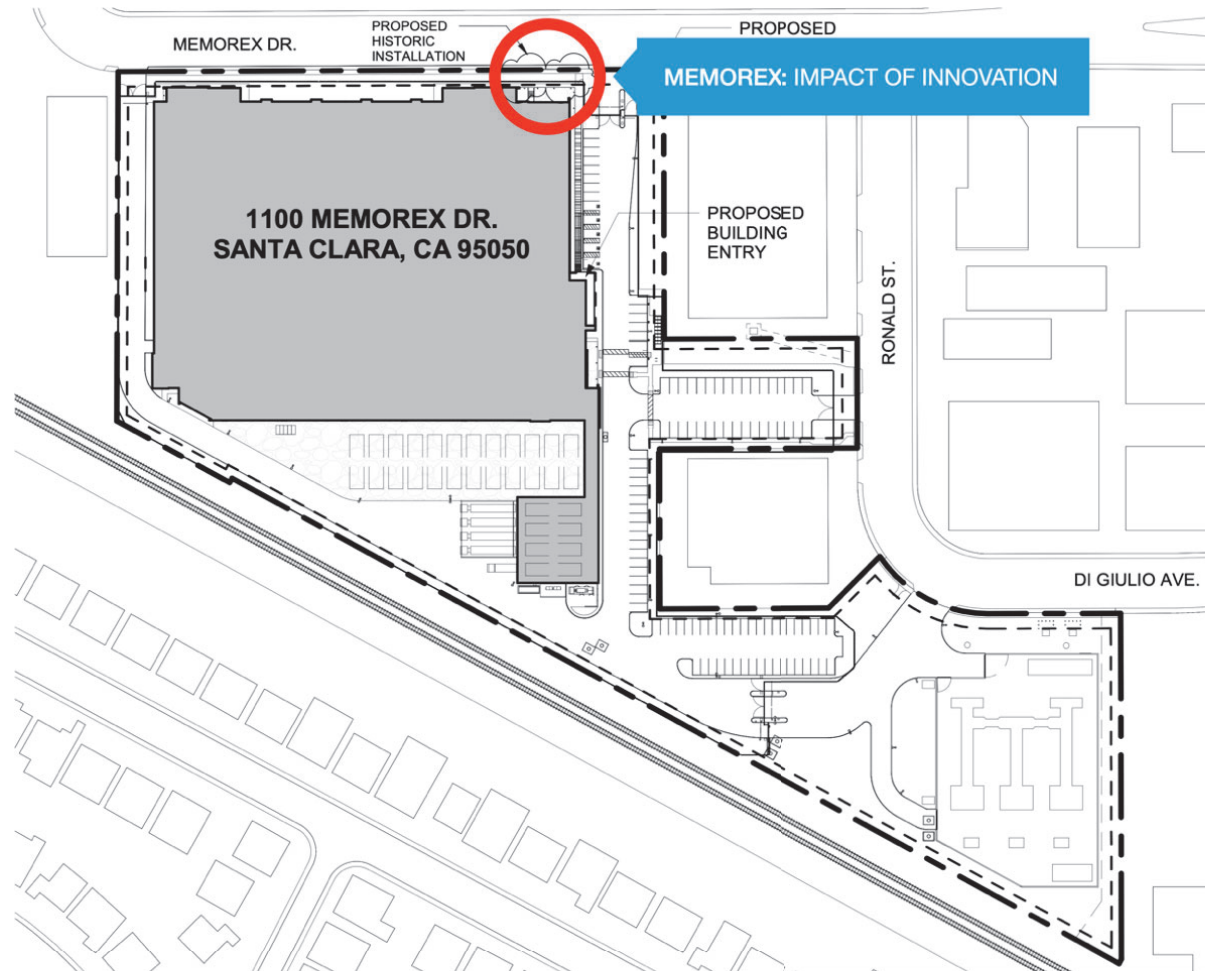 MEMOREX DR.
PROPOSED
HISTORIC
INSTALLATION
PROPOSED
MEMOREX: IMPACT OF INNOVATION
1100 MEMOREX DR.
SANTA CLARA, CA 95050
PROPOSED
BUILDING
ENTRY
RONALD ST.
DI GIULIO AVE.